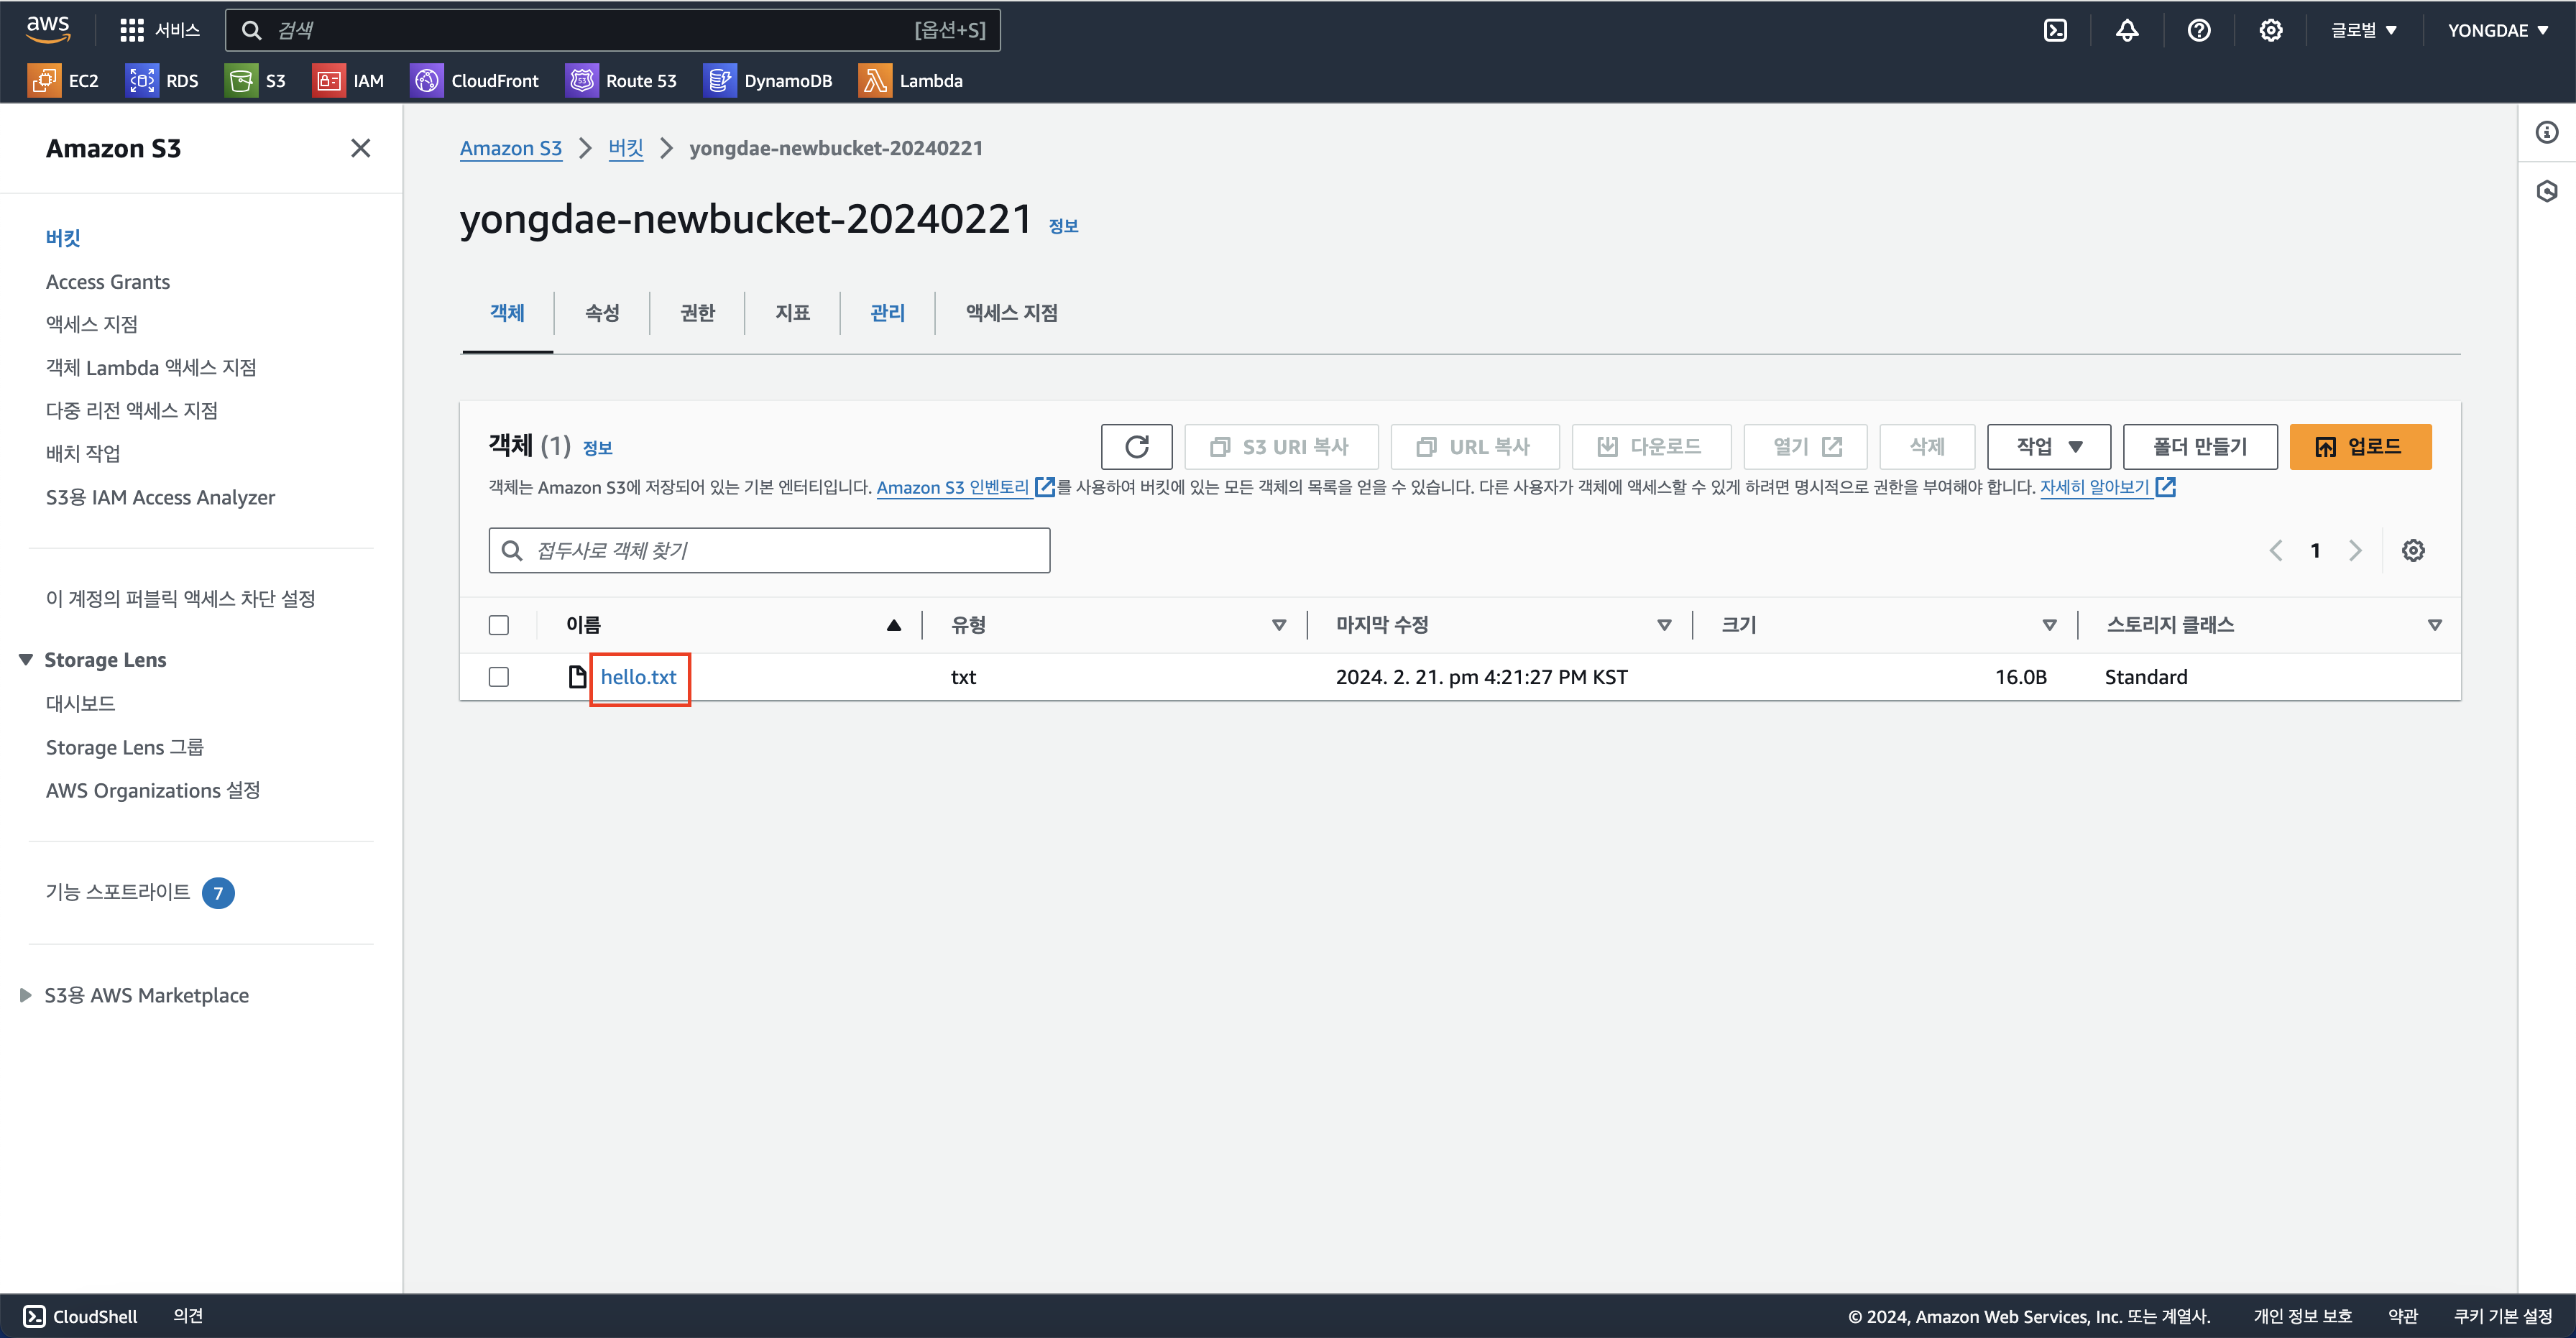 aws 서비스 검색 [옵션+S] 글로벌 YONGDAE
EC2 RDS S3 IAM CloudFront Route 53 DynamoDB Lambda
Amazon S3
버킷
Access Grants
액세스 지점
객체 Lambda 액세스 지점
다중 리전 액세스 지점
배치 작업
S3용 IAM Access Analyzer
이 계정의 퍼블릭 액세스 차단 설정
Storage Lens
대시보드
Storage Lens 그룹
AWS Organizations 설정
기능 스포트라이트 7
S3용 AWS Marketplace
Amazon S3 버킷 yongdae-newbucket-20240221
yongdae-newbucket-20240221 정보
객체 속성 권한 지표 관리 액세스 지점
객체 (1) 정보 S3 URI 복사 URL 복사 다운로드 열기 삭제 작업 폴더 만들기 업로드
객체는 Amazon S3에 저장되어 있는 기본 엔터티입니다. Amazon S3 인벤토리 를 사용하여 버킷에 있는 모든 객체의 목록을 얻을 수 있습니다. 다른 사용자가 객체에 액세스할 수 있게 하려면 명시적으로 권한을 부여해야 합니다. 자세히 알아보기
접두사로 객체 찾기 1
이름 유형 마지막 수정 크기 스토리지 클래스
hello.txt txt 2024. 2. 21. pm 4:21:27 PM KST 16.0B Standard
CloudShell 의견 © 2024, Amazon Web Services, Inc. 또는 계열사. 개인 정보 보호 약관 쿠키 기본 설정